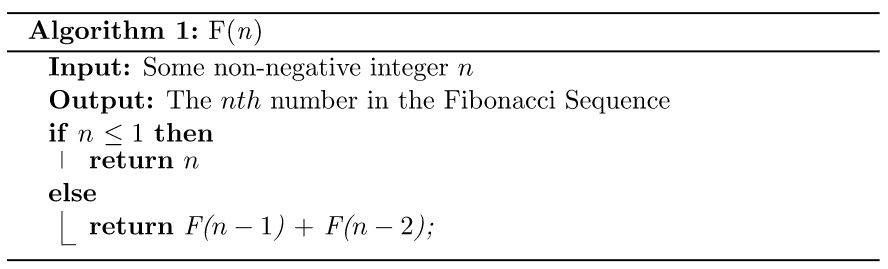 Algorithm 1: F(n)
Input: Some non-negative integer n
Output: The nth number in the Fibonacci Sequence
if n ≤ 1 then
return n
else
return F(n − 1) + F(n − 2);